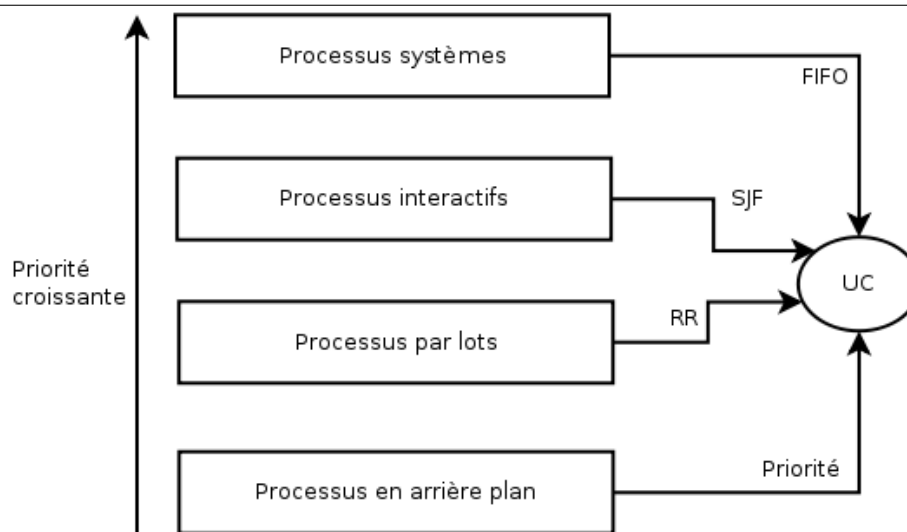 Processus systèmes
FIFO
Processus interactifs
SJF
Priorité
croissante
UC
RR
Processus par lots
Priorité
Processus en arrière plan